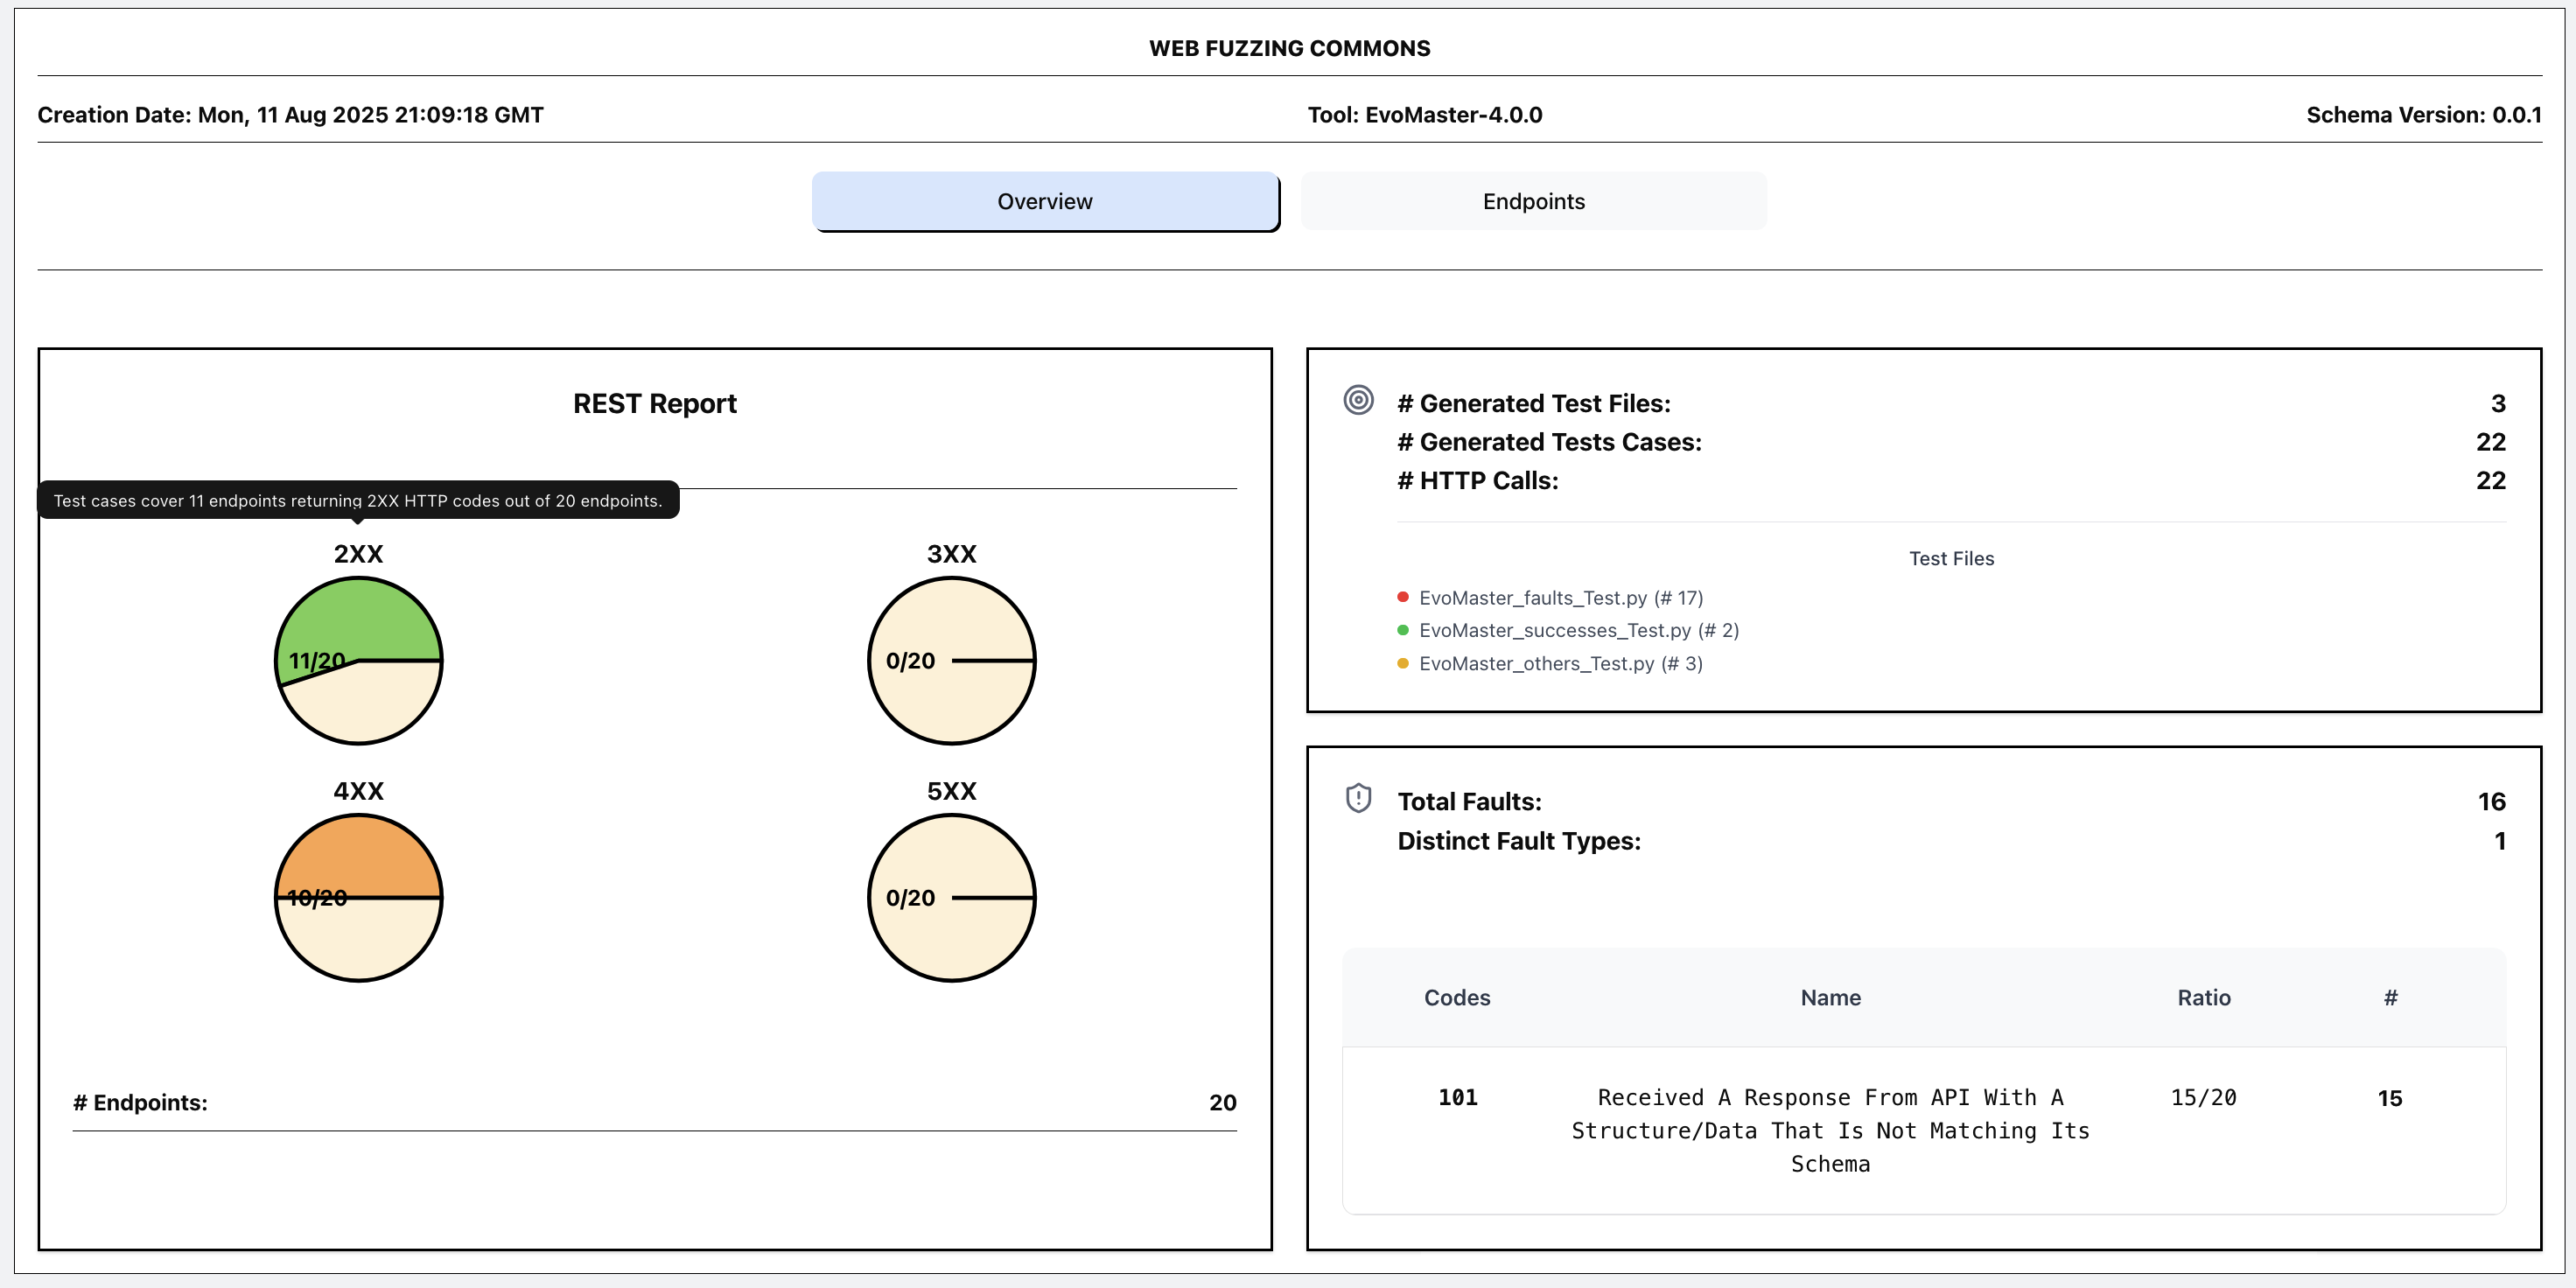 WEB FUZZING COMMONS
Creation Date: Mon, 11 Aug 2025 21:09:18 GMT
Tool: EvoMaster-4.0.0
Schema Version: 0.0.1
Overview
Endpoints
REST Report
Test cases cover 11 endpoints returning 2XX HTTP codes out of 20 endpoints.
2XX
3XX
11/20
0/20
4XX
5XX
10/20
0/20
# Endpoints: 20
# Generated Test Files: 3
# Generated Tests Cases: 22
# HTTP Calls: 22
Test Files
EvoMaster_faults_Test.py (# 17)
EvoMaster_successes_Test.py (# 2)
EvoMaster_others_Test.py (# 3)
Total Faults: 16
Distinct Fault Types: 1
Codes Name Ratio #
101 Received A Response From API With A 15/20 15
Structure/Data That Is Not Matching Its
Schema